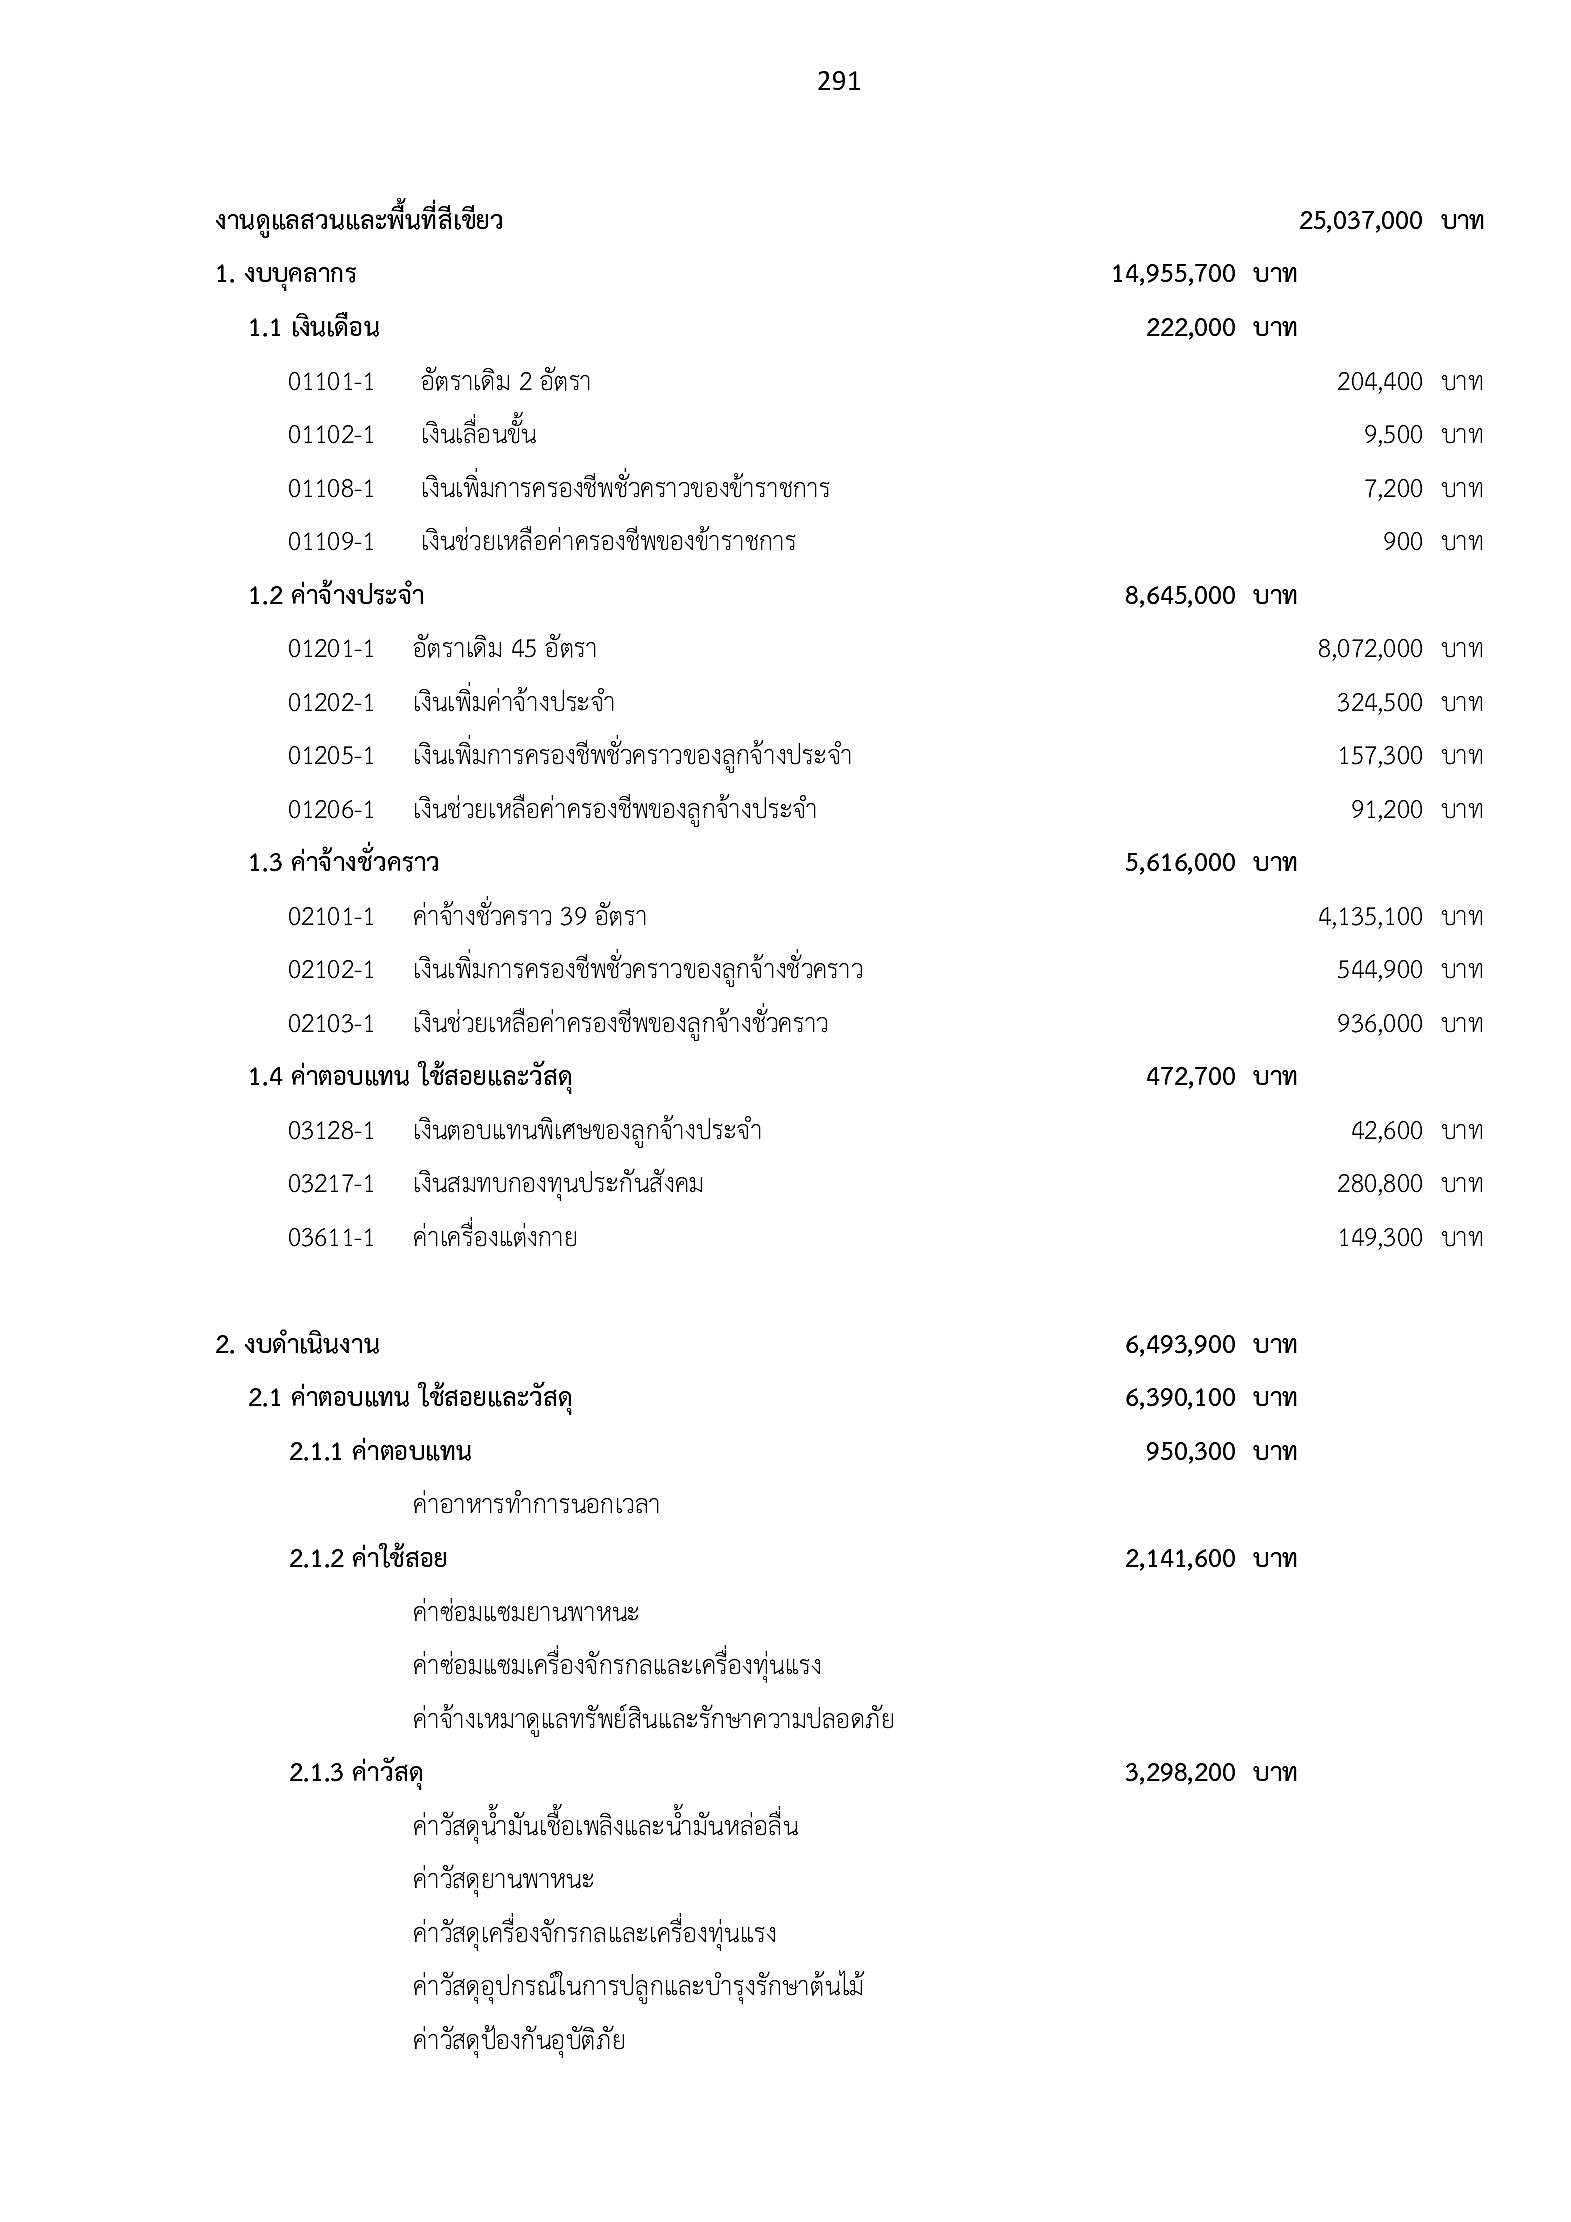 291
งานดูแลสวนและพื้นที่สีเขียว 25,037,000 บาท
1. งบบุคลากร 14,955,700 บาท
1.1 เงินเดือน 222,000 บาท
01101-1 อัตราเดิม 2 อัตรา 204,400 บาท
01102-1 เงินเลื่อนขั้น 9,500 บาท
01108-1 เงินเพิ่มการครองชีพชั่วคราวของข้าราชการ 7,200 บาท
01109-1 เงินช่วยเหลือค่าครองชีพของข้าราชการ 900 บาท
1.2 ค่าจ้างประจำ 8,645,000 บาท
01201-1 อัตราเดิม 45 อัตรา 8,072,000 บาท
01202-1 เงินเพิ่มค่าจ้างประจำ 324,500 บาท
01205-1 เงินเพิ่มการครองชีพชั่วคราวของลูกจ้างประจำ 157,300 บาท
01206-1 เงินช่วยเหลือค่าครองชีพของลูกจ้างประจำ 91,200 บาท
1.3 ค่าจ้างชั่วคราว 5,616,000 บาท
02101-1 ค่าจ้างชั่วคราว 39 อัตรา 4,135,100 บาท
02102-1 เงินเพิ่มการครองชีพชั่วคราวของลูกจ้างชั่วคราว 544,900 บาท
02103-1 เงินช่วยเหลือค่าครองชีพของลูกจ้างชั่วคราว 936,000 บาท
1.4 ค่าตอบแทน ใช้สอยและวัสดุ 472,700 บาท
03128-1 เงินตอบแทนพิเศษของลูกจ้างประจำ 42,600 บาท
03217-1 เงินสมทบกองทุนประกันสังคม 280,800 บาท
03611-1 ค่าเครื่องแต่งกาย 149,300 บาท
2. งบดำเนินงาน 6,493,900 บาท
2.1 ค่าตอบแทน ใช้สอยและวัสดุ 6,390,100 บาท
2.1.1 ค่าตอบแทน 950,300 บาท
ค่าอาหารทำการนอกเวลา
2.1.2 ค่าใช้สอย 2,141,600 บาท
ค่าซ่อมแซมยานพาหนะ
ค่าซ่อมแซมเครื่องจักรกลและเครื่องทุ่นแรง
ค่าจ้างเหมาดูแลทรัพย์สินและรักษาความปลอดภัย
2.1.3 ค่าวัสดุ 3,298,200 บาท
ค่าวัสดุน้ำมันเชื้อเพลิงและน้ำมันหล่อลื่น
ค่าวัสดุยานพาหนะ
ค่าวัสดุเครื่องจักรกลและเครื่องทุ่นแรง
ค่าวัสดุอุปกรณ์ในการปลูกและบำรุงรักษาต้นไม้
ค่าวัสดุป้องกันอุบัติภัย